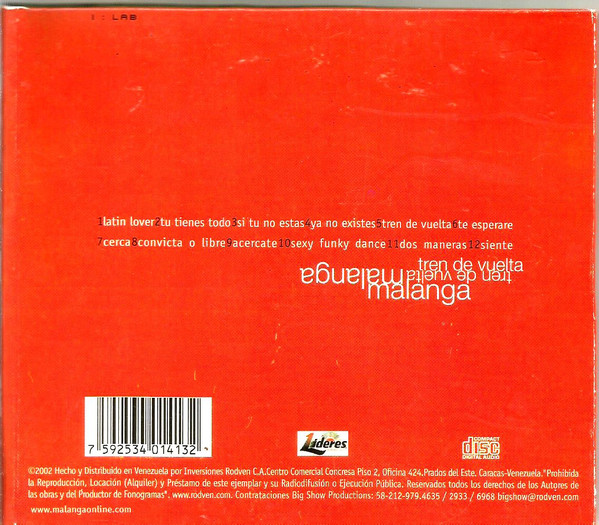 I : LAB
1latin lover2tu tienes todo3si tu no estas4ya no existes5tren de vuelta6te esperare
7cerca8convicta o libre9acercate10sexy funky dance11dos maneras12siente
tren de vuelta
tren de vuelta
malanga
malanga
7 592534 014132
Líderes
COMPACT
disc
DIGITAL AUDIO
©2002 Hecho y Distribuído en Venezuela por Inversiones Rodven C.A.Centro Comercial Concresa Piso 2, Oficina 424.Prados del Este. Caracas-Venezuela."Prohibida
la Reproducción, Locación (Alquiler) y Préstamo de este ejemplar y su Radiodifusión o Ejecución Pública. Reservados todos los derechos de los Autores de
las obras y del Productor de Fonogramas". www.rodven.com. Contrataciones Big Show Productions: 58-212-979.4635 / 2933 / 6968 bigshow@rodven.com
www.malangaonline.com